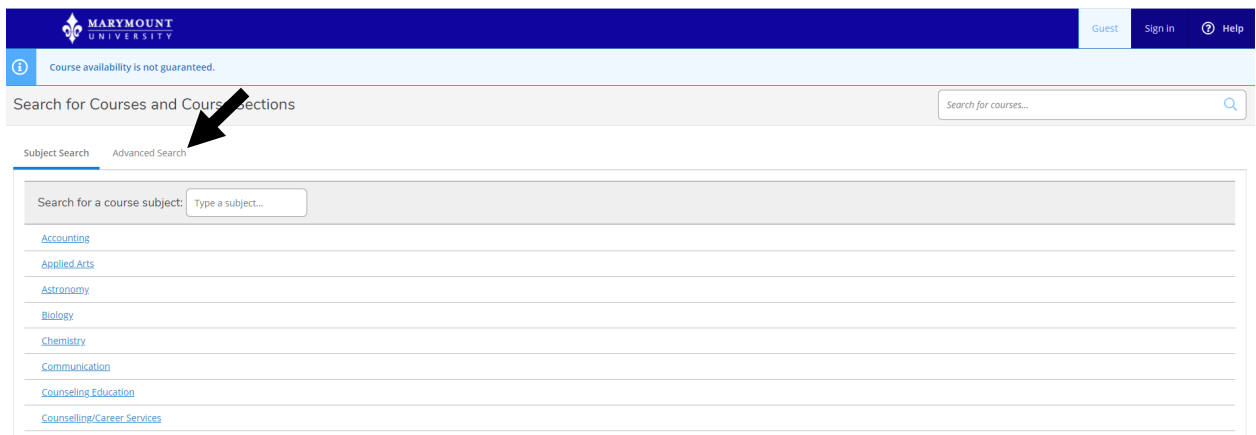 MARYMOUNT
UNIVERSITY
Guest Sign in Help
Course availability is not guaranteed.
Search for Courses and Course Sections
Search for courses...
Subject Search Advanced Search
Search for a course subject: Type a subject...
Accounting
Applied Arts
Astronomy
Biology
Chemistry
Communication
Counseling Education
Counselling/Career Services